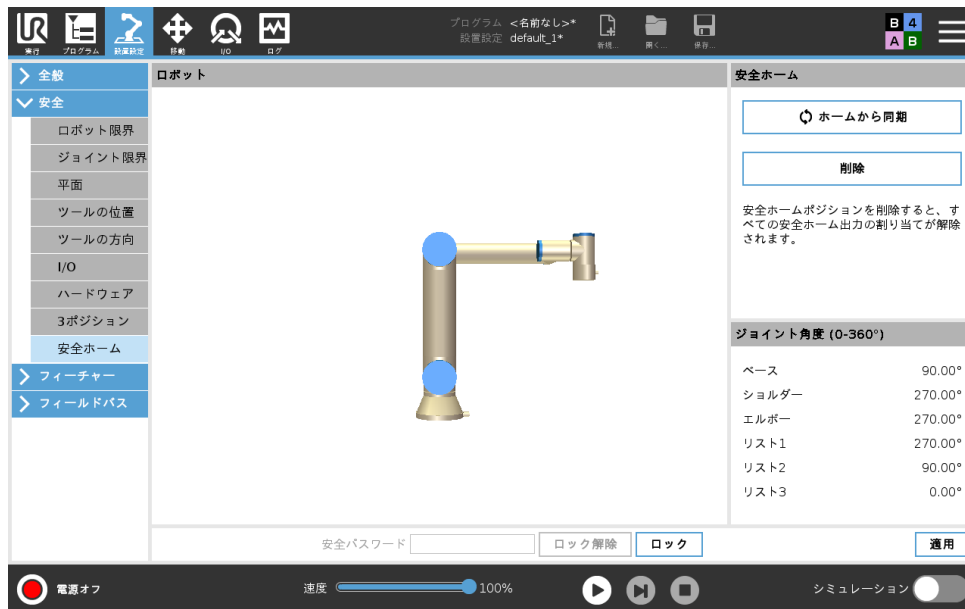 UR
実行
プログラム
設置設定
移動
I/O
ログ
プログラム <名前なし>*
設置設定 default_1*
新規...
開く...
保存...
B 4
A B
全般
安全
ロボット限界
ジョイント限界
平面
ツールの位置
ツールの方向
I/O
ハードウェア
3ポジション
安全ホーム
フィーチャー
フィールドバス
ロボット
安全ホーム
ホームから同期
削除
安全ホームポジションを削除すると、す
べての安全ホーム出力の割り当てが解除
されます。
ジョイント角度 (0-360°)
ベース 90.00°
ショルダー 270.00°
エルボー 270.00°
リスト1 270.00°
リスト2 90.00°
リスト3 0.00°
安全パスワード ロック解除 ロック 適用
電源オフ 速度 100% シミュレーション